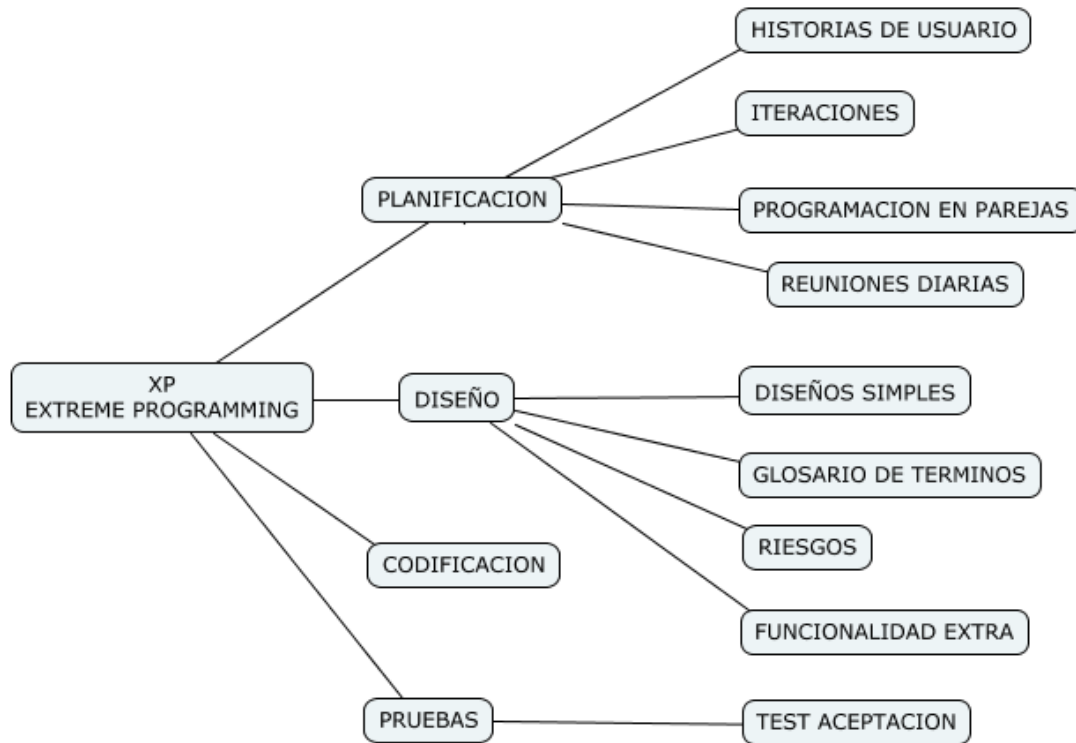 HISTORIAS DE USUARIO
ITERACIONES
PLANIFICACION
PROGRAMACION EN PAREJAS
REUNIONES DIARIAS
XP
EXTREME PROGRAMMING
DISEÑO
DISEÑOS SIMPLES
GLOSARIO DE TERMINOS
RIESGOS
CODIFICACION
FUNCIONALIDAD EXTRA
PRUEBAS
TEST ACEPTACION